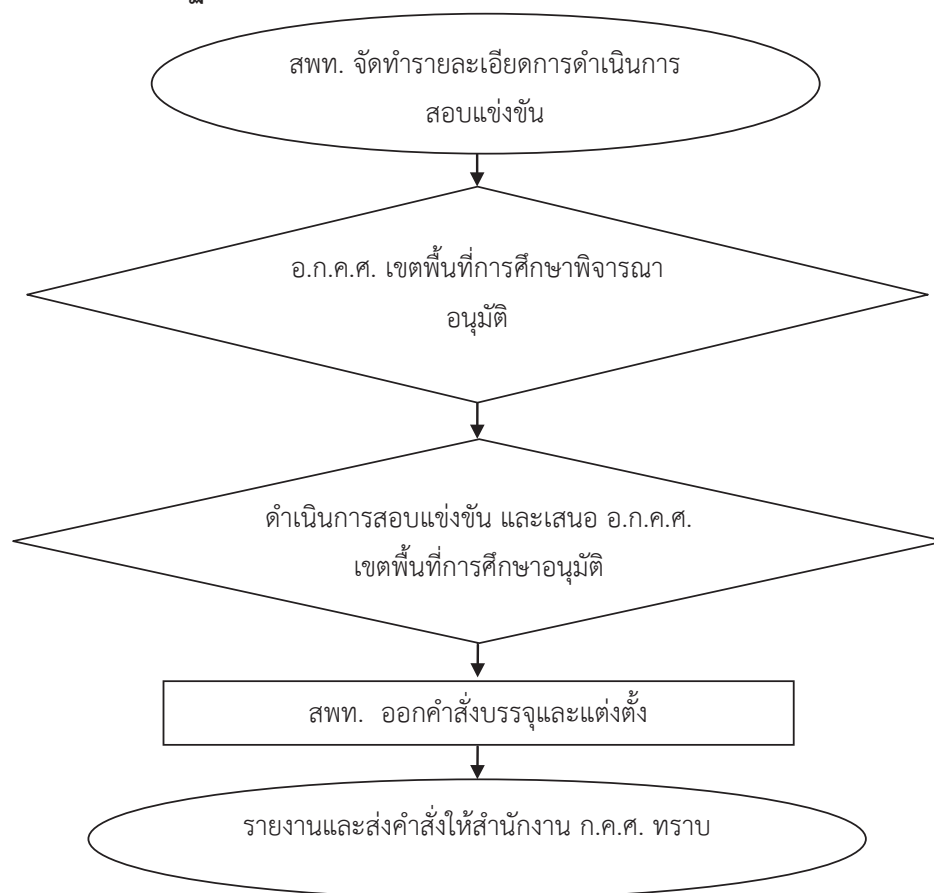 สพท. จัดทำรายละเอียดการดำเนินการ
สอบแข่งขัน
อ.ก.ค.ศ. เขตพื้นที่การศึกษาพิจารณา
อนุมัติ
ดำเนินการสอบแข่งขัน และเสนอ อ.ก.ค.ศ.
เขตพื้นที่การศึกษาอนุมัติ
สพท. ออกคำสั่งบรรจุและแต่งตั้ง
รายงานและส่งคำสั่งให้สำนักงาน ก.ค.ศ. ทราบ